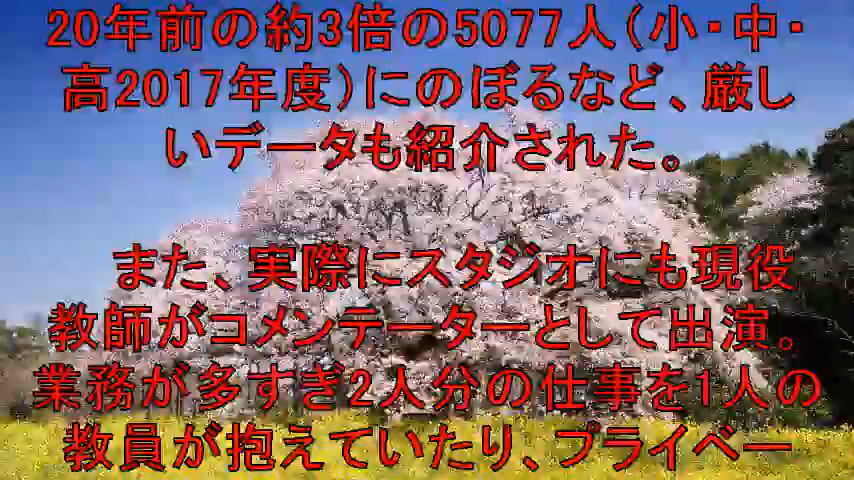 20年前の約3倍の5077人（小・中・
高2017年度）にのぼるなど、厳し
いデータも紹介された。
また、実際にスタジオにも現役
教師がコメンテーターとして出演。
業務が多すぎ2人分の仕事を1人の
教員が抱えていたり、プライベー